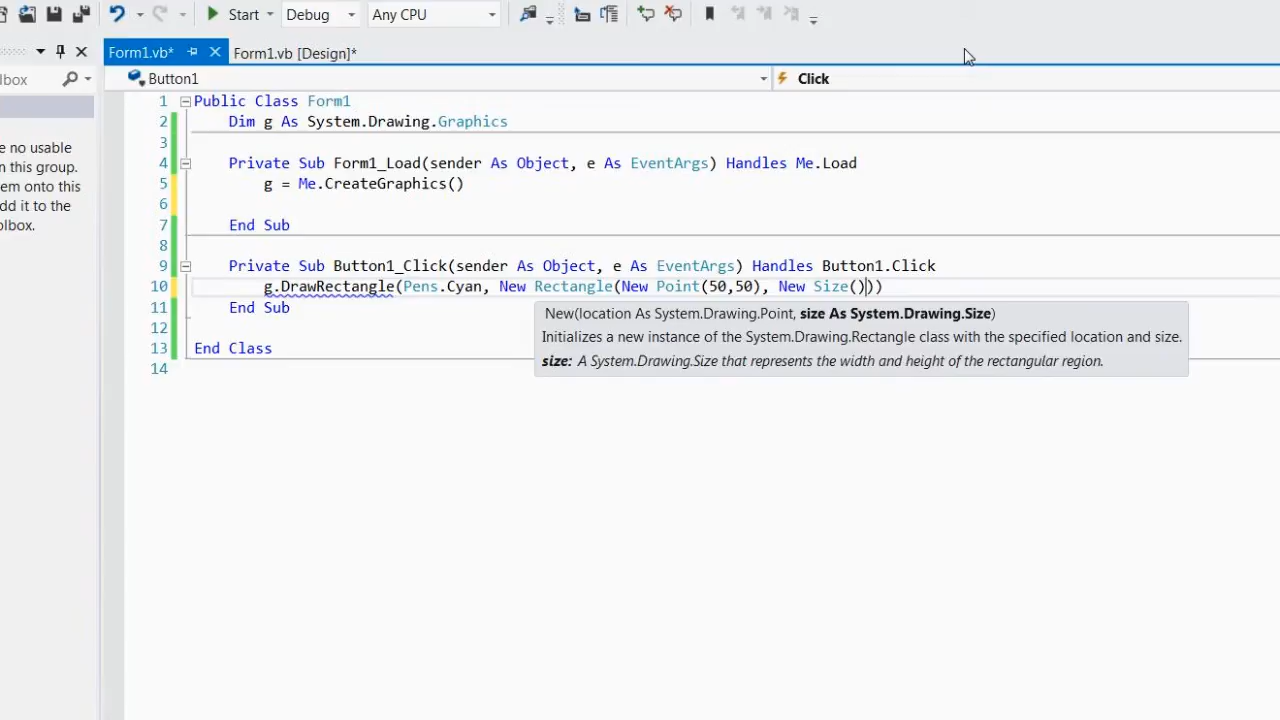 Start Debug Any CPU
Form1.vb* Form1.vb [Design]*
lbox
Button1 Click
e no usable
n this group.
em onto this
dd it to the
olbox.
1 Public Class Form1
2 Dim g As System.Drawing.Graphics
3
4 Private Sub Form1_Load(sender As Object, e As EventArgs) Handles Me.Load
5 g = Me.CreateGraphics()
6
7 End Sub
8
9 Private Sub Button1_Click(sender As Object, e As EventArgs) Handles Button1.Click
10 g.DrawRectangle(Pens.Cyan, New Rectangle(New Point(50,50), New Size()))
11 End Sub
12
13 End Class
14
New(location As System.Drawing.Point, size As System.Drawing.Size)
Initializes a new instance of the System.Drawing.Rectangle class with the specified location and size.
size: A System.Drawing.Size that represents the width and height of the rectangular region.